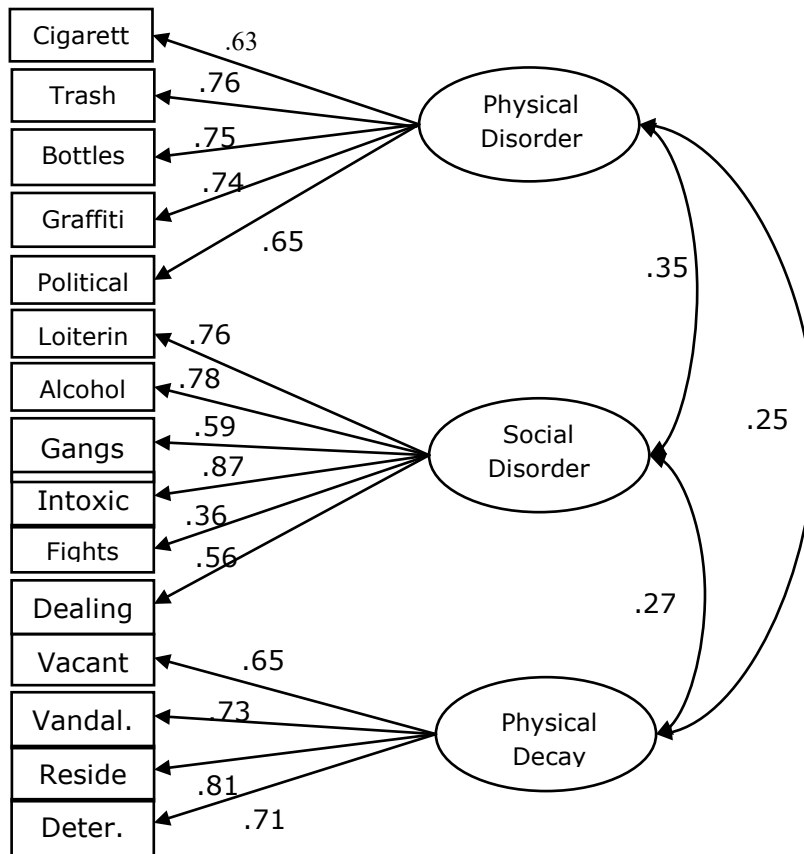 Cigarett
.63
Trash
.76
Physical
Disorder
Bottles
.75
Graffiti
.74
Political
.65
.35
Loiterin
.76
Alcohol
.78
Gangs
.59
Social
Disorder
.25
Intoxic
.87
Fights
.36
Dealing
.56
.27
Vacant
.65
Vandal.
.73
Physical
Decay
Reside
.81
Deter.
.71